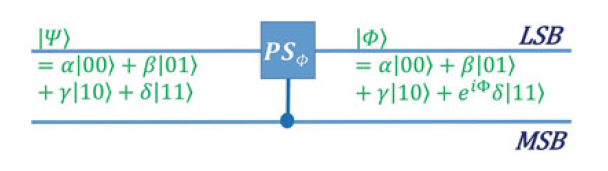 |Ψ⟩
= α|00⟩ + β|01⟩
+ γ|10⟩ + δ|11⟩
PS_Φ
|Φ⟩
= α|00⟩ + β|01⟩
+ γ|10⟩ + e^{iΦ}δ|11⟩
LSB
MSB